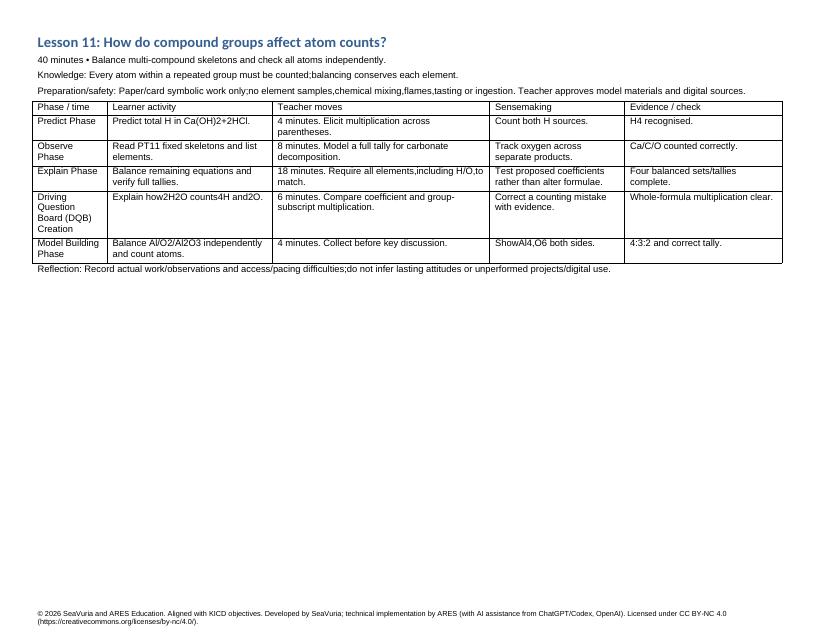 Lesson 11: How do compound groups affect atom counts?
40 minutes • Balance multi-compound skeletons and check all atoms independently.
Knowledge: Every atom within a repeated group must be counted;balancing conserves each element.
Preparation/safety: Paper/card symbolic work only;no element samples,chemical mixing,flames,tasting or ingestion. Teacher approves model materials and digital sources.
Phase / time
Learner activity
Teacher moves
Sensemaking
Evidence / check
Predict Phase
Predict total H in Ca(OH)2+2HCl.
4 minutes. Elicit multiplication across
parentheses.
Count both H sources.
H4 recognised.
Observe
Phase
Read PT11 fixed skeletons and list
elements.
8 minutes. Model a full tally for carbonate
decomposition.
Track oxygen across
separate products.
Ca/C/O counted correctly.
Explain Phase
Balance remaining equations and
verify full tallies.
18 minutes. Require all elements,including H/O,to
match.
Test proposed coefficients
rather than alter formulae.
Four balanced sets/tallies
complete.
Driving
Question
Board (DQB)
Creation
Explain how2H2O counts4H and2O.
6 minutes. Compare coefficient and group-
subscript multiplication.
Correct a counting mistake
with evidence.
Whole-formula multiplication clear.
Model Building
Phase
Balance Al/O2/Al2O3 independently
and count atoms.
4 minutes. Collect before key discussion.
ShowAl4,O6 both sides.
4:3:2 and correct tally.
Reflection: Record actual work/observations and access/pacing difficulties;do not infer lasting attitudes or unperformed projects/digital use.
© 2026 SeaVuria and ARES Education. Aligned with KICD objectives. Developed by SeaVuria; technical implementation by ARES (with AI assistance from ChatGPT/Codex, OpenAI). Licensed under CC BY-NC 4.0
(https://creativecommons.org/licenses/by-nc/4.0/).